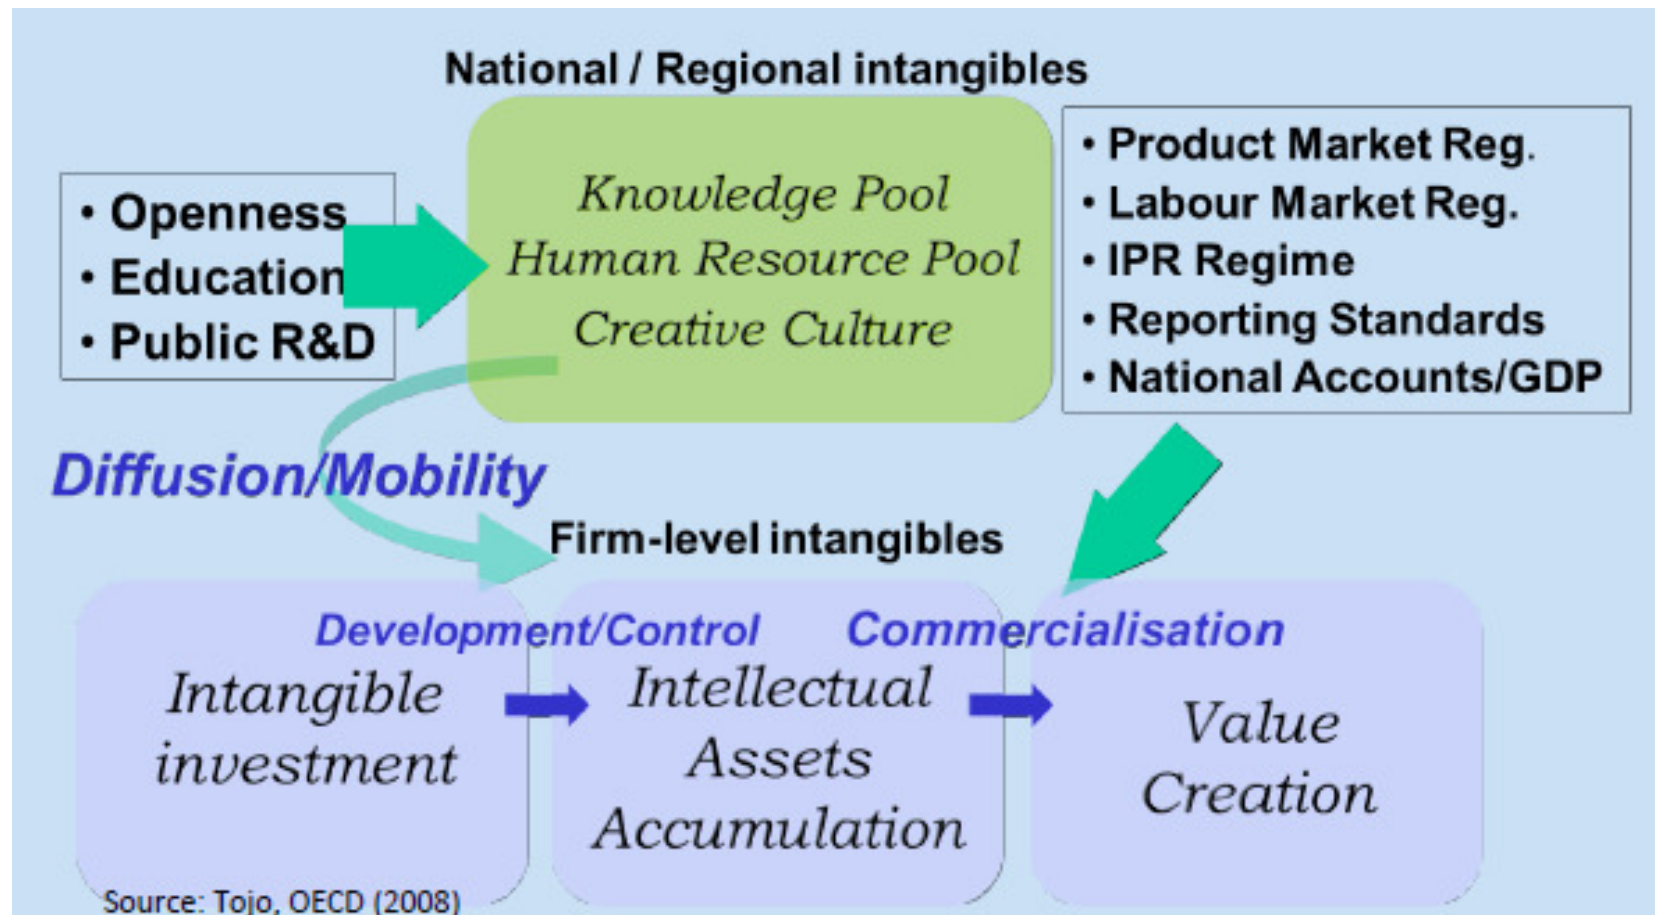 National / Regional intangibles
• Openness
• Education
• Public R&D
Knowledge Pool
Human Resource Pool
Creative Culture
• Product Market Reg.
• Labour Market Reg.
• IPR Regime
• Reporting Standards
• National Accounts/GDP
Diffusion/Mobility
Firm-level intangibles
Development/Control
Commercialisation
Intangible
investment
Intellectual
Assets
Accumulation
Value
Creation
Source: Tojo, OECD (2008)